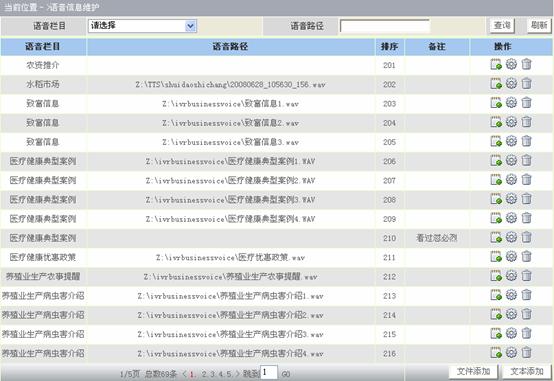 当前位置->语音信息维护
语音栏目 请选择 语音路径 查询 刷新
语音栏目 语音路径 排序 备注 操作
农资推介 201
水稻市场 Z:\TTS\shuidaoshichang\20080628_105630_156.wav 202
致富信息 Z:\ivrbusinessvoice\致富信息1.wav 203
致富信息 Z:\ivrbusinessvoice\致富信息2.wav 204
致富信息 Z:\ivrbusinessvoice\致富信息3.wav 205
医疗健康典型案例 Z:\ivrbusinessvoice\医疗健康典型案例1.WAV 206
医疗健康典型案例 Z:\ivrbusinessvoice\医疗健康典型案例2.WAV 207
医疗健康典型案例 Z:\ivrbusinessvoice\医疗健康典型案例3.WAV 208
医疗健康典型案例 Z:\ivrbusinessvoice\医疗健康典型案例4.WAV 209
医疗健康典型案例 210 看过忽必烈
医疗健康优惠政策 Z:\ivrbusinessvoice\医疗优惠政策.wav 211
养殖业生产农事提醒 Z:\ivrbusinessvoice\养殖业生产农事提醒.wav 212
养殖业生产病虫害介绍 Z:\ivrbusinessvoice\养殖业生产病虫害介绍1.wav 213
养殖业生产病虫害介绍 Z:\ivrbusinessvoice\养殖业生产病虫害介绍2.wav 214
养殖业生产病虫害介绍 Z:\ivrbusinessvoice\养殖业生产病虫害介绍3.wav 215
养殖业生产病虫害介绍 Z:\ivrbusinessvoice\养殖业生产病虫害介绍4.wav 216
1/5页 总数69条 < 1. 2.3.4.5.> 跳到 1 GO 文件添加 文本添加